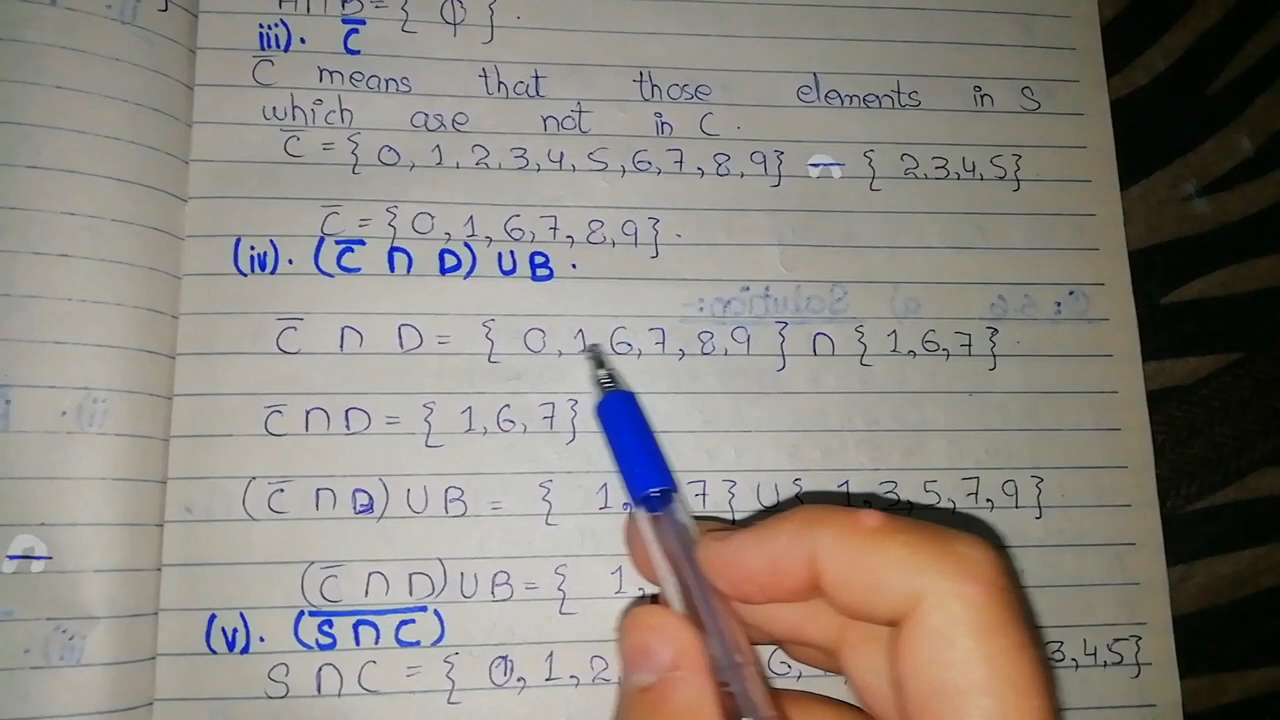 A∩B={ φ }.
iii). C̅
C̅ means that those elements in S
which are not in C.
C̅ = { 0, 1, 2, 3, 4, 5, 6, 7, 8, 9} − { 2,3,4,5}
C̅ = {0, 1, 6, 7, 8, 9}.
(iv). (C̅ ∩ D) ∪ B.
C̅ ∩ D = { 0, 1, 6, 7, 8, 9 } ∩ { 1, 6, 7}.
C̅ ∩ D = { 1, 6, 7}
(C̅ ∩ D) ∪ B = { 1, 7} ∪ { 1, 3, 5, 7, 9}.
(C̅ ∩ D) ∪ B = { 1,
(v). (S̅ ̅∩̅ ̅C̅)
S ∩ C = { 0, 1, 2, 6, 3, 4, 5}